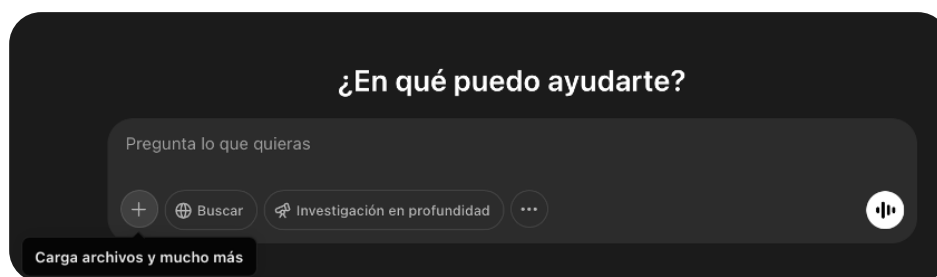 ¿En qué puedo ayudarte?
Pregunta lo que quieras
Buscar
Investigación en profundidad
Carga archivos y mucho más